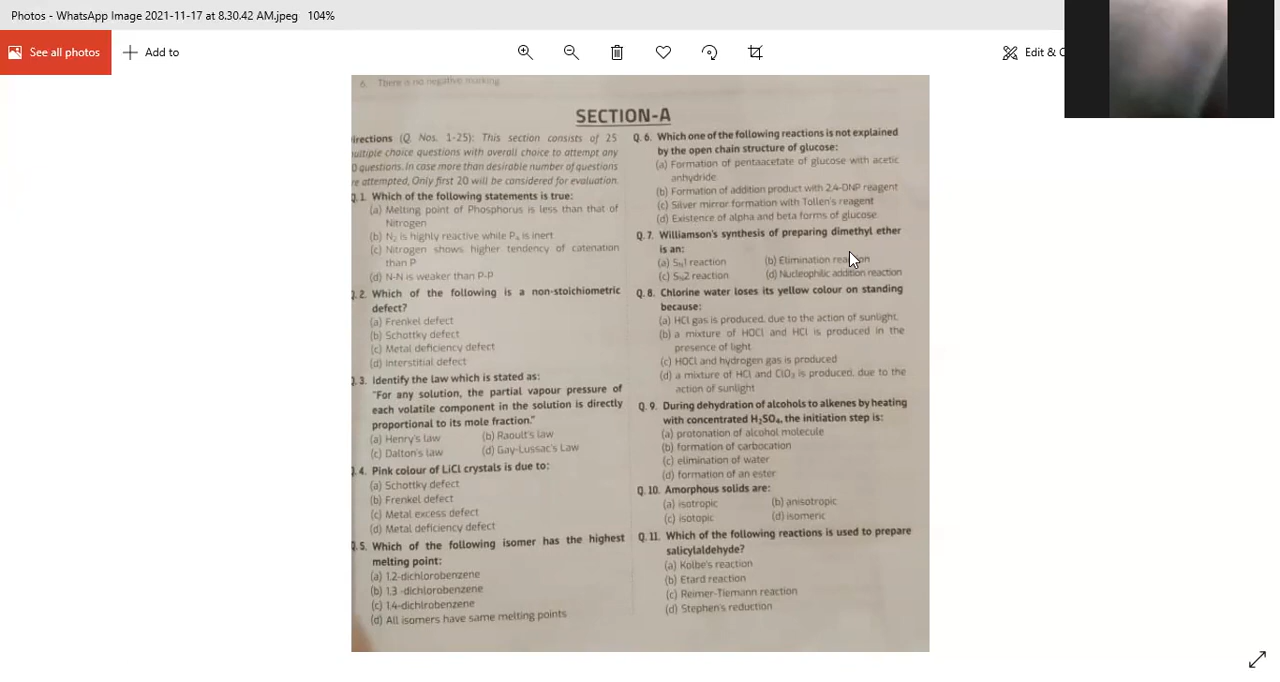 Photos - WhatsApp Image 2021-11-17 at 8.30.42 AM.jpeg 104%
See all photos
Add to
Edit & C
6. There is no negative marking
SECTION-A
irections (Q. Nos. 1-25): This section consists of 25
ultiple choice questions with overall choice to attempt any
0 questions. In case more than desirable number of questions
re attempted, Only first 20 will be considered for evaluation.
Q.1. Which of the following statements is true:
(a) Melting point of Phosphorus is less than that of
Nitrogen
(b) N₂ is highly reactive while P₄ is inert
(c) Nitrogen shows higher tendency of catenation
than P
(d) N-N is weaker than P-P
Q.2. Which of the following is a non-stoichiometric
defect?
(a) Frenkel defect
(b) Schottky defect
(c) Metal deficiency defect
(d) Interstitial defect
Q.3. Identify the law which is stated as:
"For any solution, the partial vapour pressure of
each volatile component in the solution is directly
proportional to its mole fraction."
(a) Henry's law (b) Raoult's law
(c) Dalton's law (d) Gay-Lussac's Law
Q.4. Pink colour of LiCl crystals is due to:
(a) Schottky defect
(b) Frenkel defect
(c) Metal excess defect
(d) Metal deficiency defect
Q.5. Which of the following isomer has the highest
melting point:
(a) 1,2-dichlorobenzene
(b) 1,3 -dichlorobenzene
(c) 1,4-dichlrobenzene
(d) All isomers have same melting points
Q.6. Which one of the following reactions is not explained
by the open chain structure of glucose:
(a) Formation of pentaacetate of glucose with acetic
anhydride
(b) Formation of addition product with 2,4-DNP reagent
(c) Silver mirror formation with Tollen's reagent
(d) Existence of alpha and beta forms of glucose
Q.7. Williamson's synthesis of preparing dimethyl ether
is an:
(a) Sₙ1 reaction (b) Elimination reaction
(c) Sₙ2 reaction (d) Nucleophilic addition reaction
Q.8. Chlorine water loses its yellow colour on standing
because:
(a) HCl gas is produced, due to the action of sunlight.
(b) a mixture of HOCl and HCl is produced in the
presence of light
(c) HOCl and hydrogen gas is produced
(d) a mixture of HCl and ClO₃ is produced, due to the
action of sunlight
Q.9. During dehydration of alcohols to alkenes by heating
with concentrated H₂SO₄, the initiation step is:
(a) protonation of alcohol molecule
(b) formation of carbocation
(c) elimination of water
(d) formation of an ester
Q.10. Amorphous solids are:
(a) isotropic (b) anisotropic
(c) isotopic (d) isomeric
Q.11. Which of the following reactions is used to prepare
salicylaldehyde?
(a) Kolbe's reaction
(b) Etard reaction
(c) Reimer-Tiemann reaction
(d) Stephen's reduction